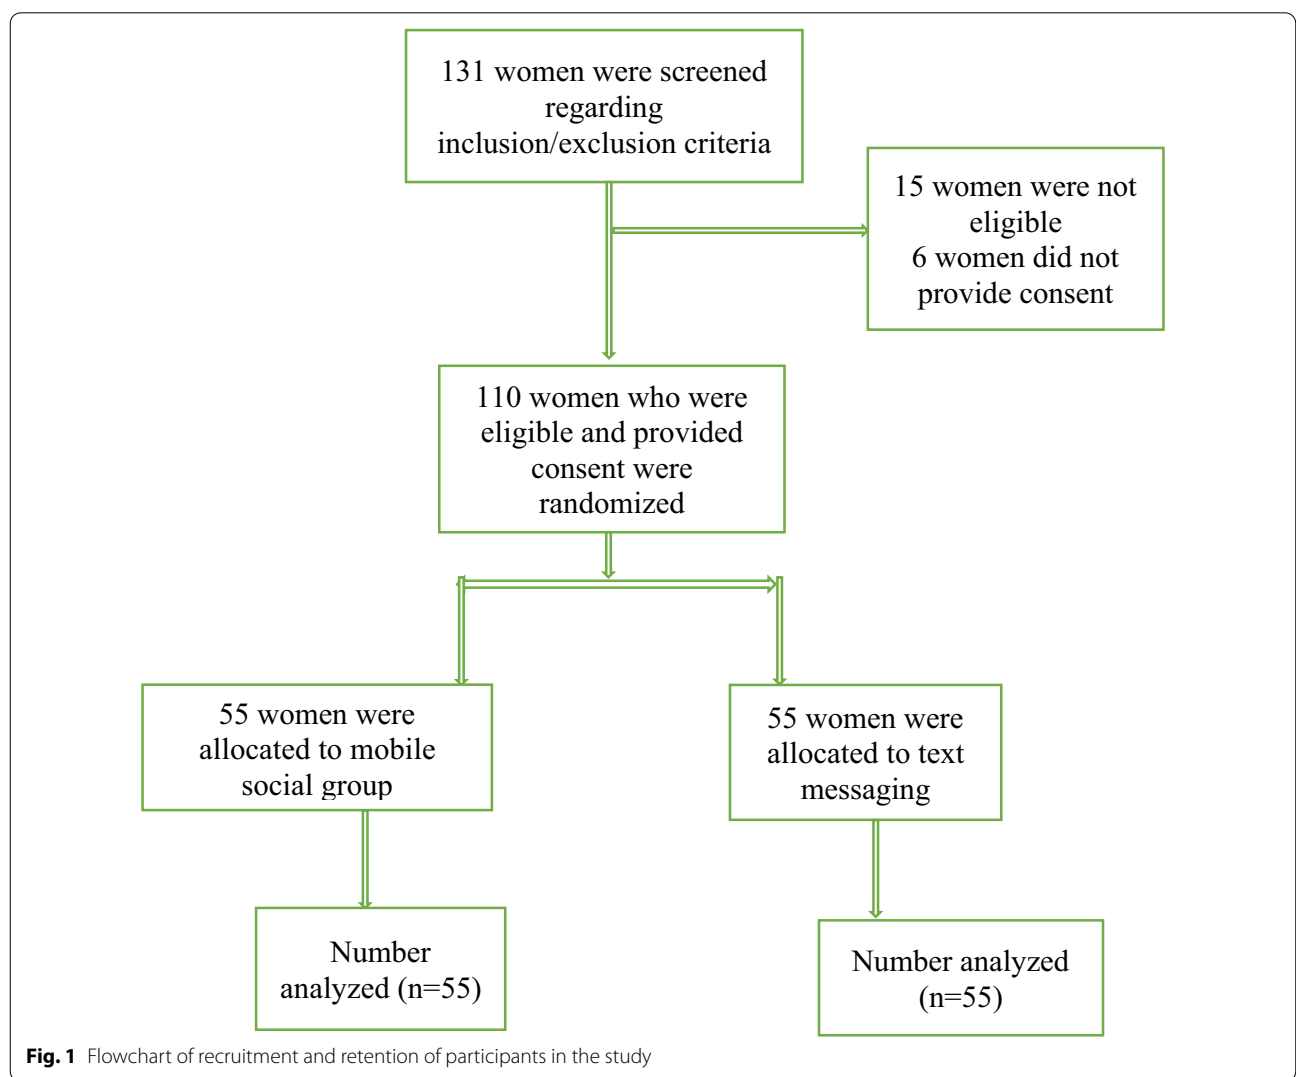 131 women were screened
regarding
inclusion/exclusion criteria
15 women were not
eligible
6 women did not
provide consent
110 women who were
eligible and provided
consent were
randomized
55 women were
allocated to mobile
social group
55 women were
allocated to text
messaging
Number
analyzed (n=55)
Number analyzed
(n=55)
Fig. 1 Flowchart of recruitment and retention of participants in the study